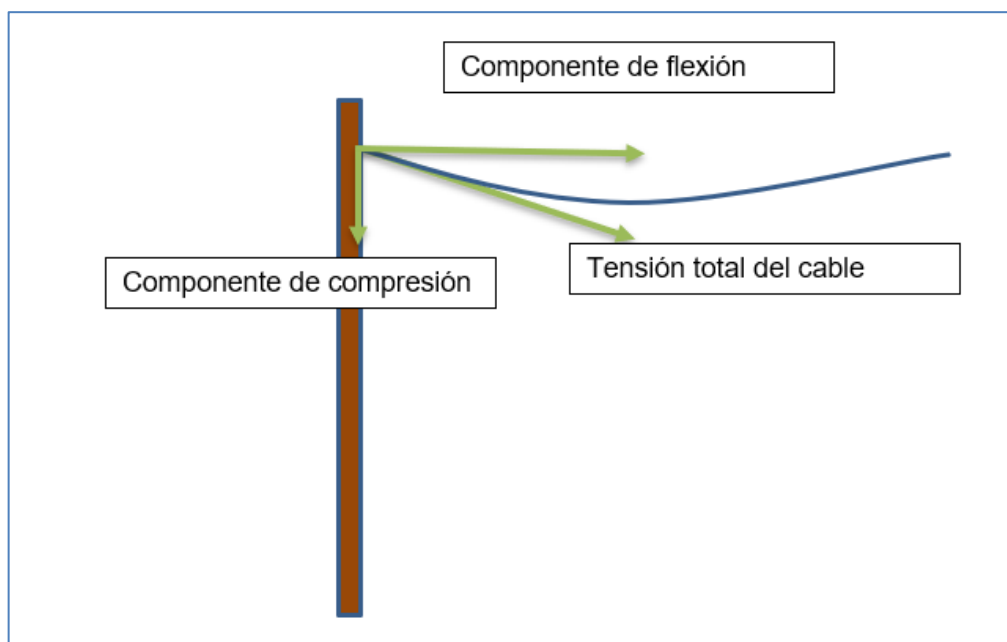 Componente de flexión
Componente de compresión
Tensión total del cable